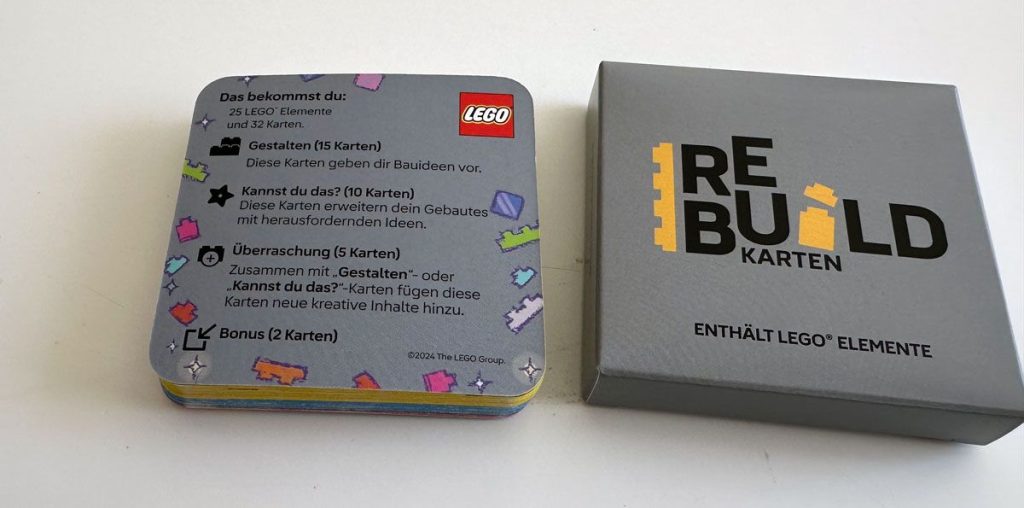 Das bekommst du:
25 LEGO® Elemente
und 32 Karten.
LEGO
Gestalten (15 Karten)
Diese Karten geben dir Bauideen vor.
Kannst du das? (10 Karten)
Diese Karten erweitern dein Gebautes
mit herausfordernden Ideen.
Überraschung (5 Karten)
Zusammen mit „Gestalten“- oder
„Kannst du das?“-Karten fügen diese
Karten neue kreative Inhalte hinzu.
Bonus (2 Karten)
©2024 The LEGO Group.
RE
BUILD
KARTEN
ENTHÄLT LEGO® ELEMENTE